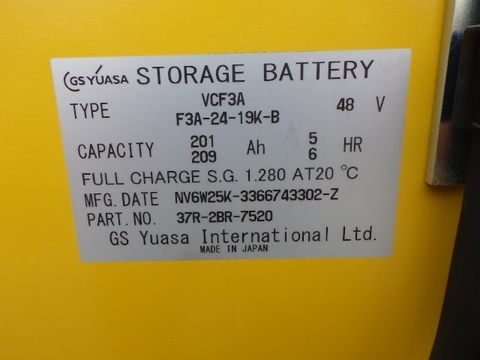 GS YUASA STORAGE BATTERY
TYPE VCF3A 48 V
F3A-24-19K-B
CAPACITY 201 Ah 5 HR
209 6
FULL CHARGE S.G. 1.280 AT20 °C
MFG. DATE NV6W25K-3366743302-Z
PART. NO. 37R-2BR-7520
GS Yuasa International Ltd.
MADE IN JAPAN